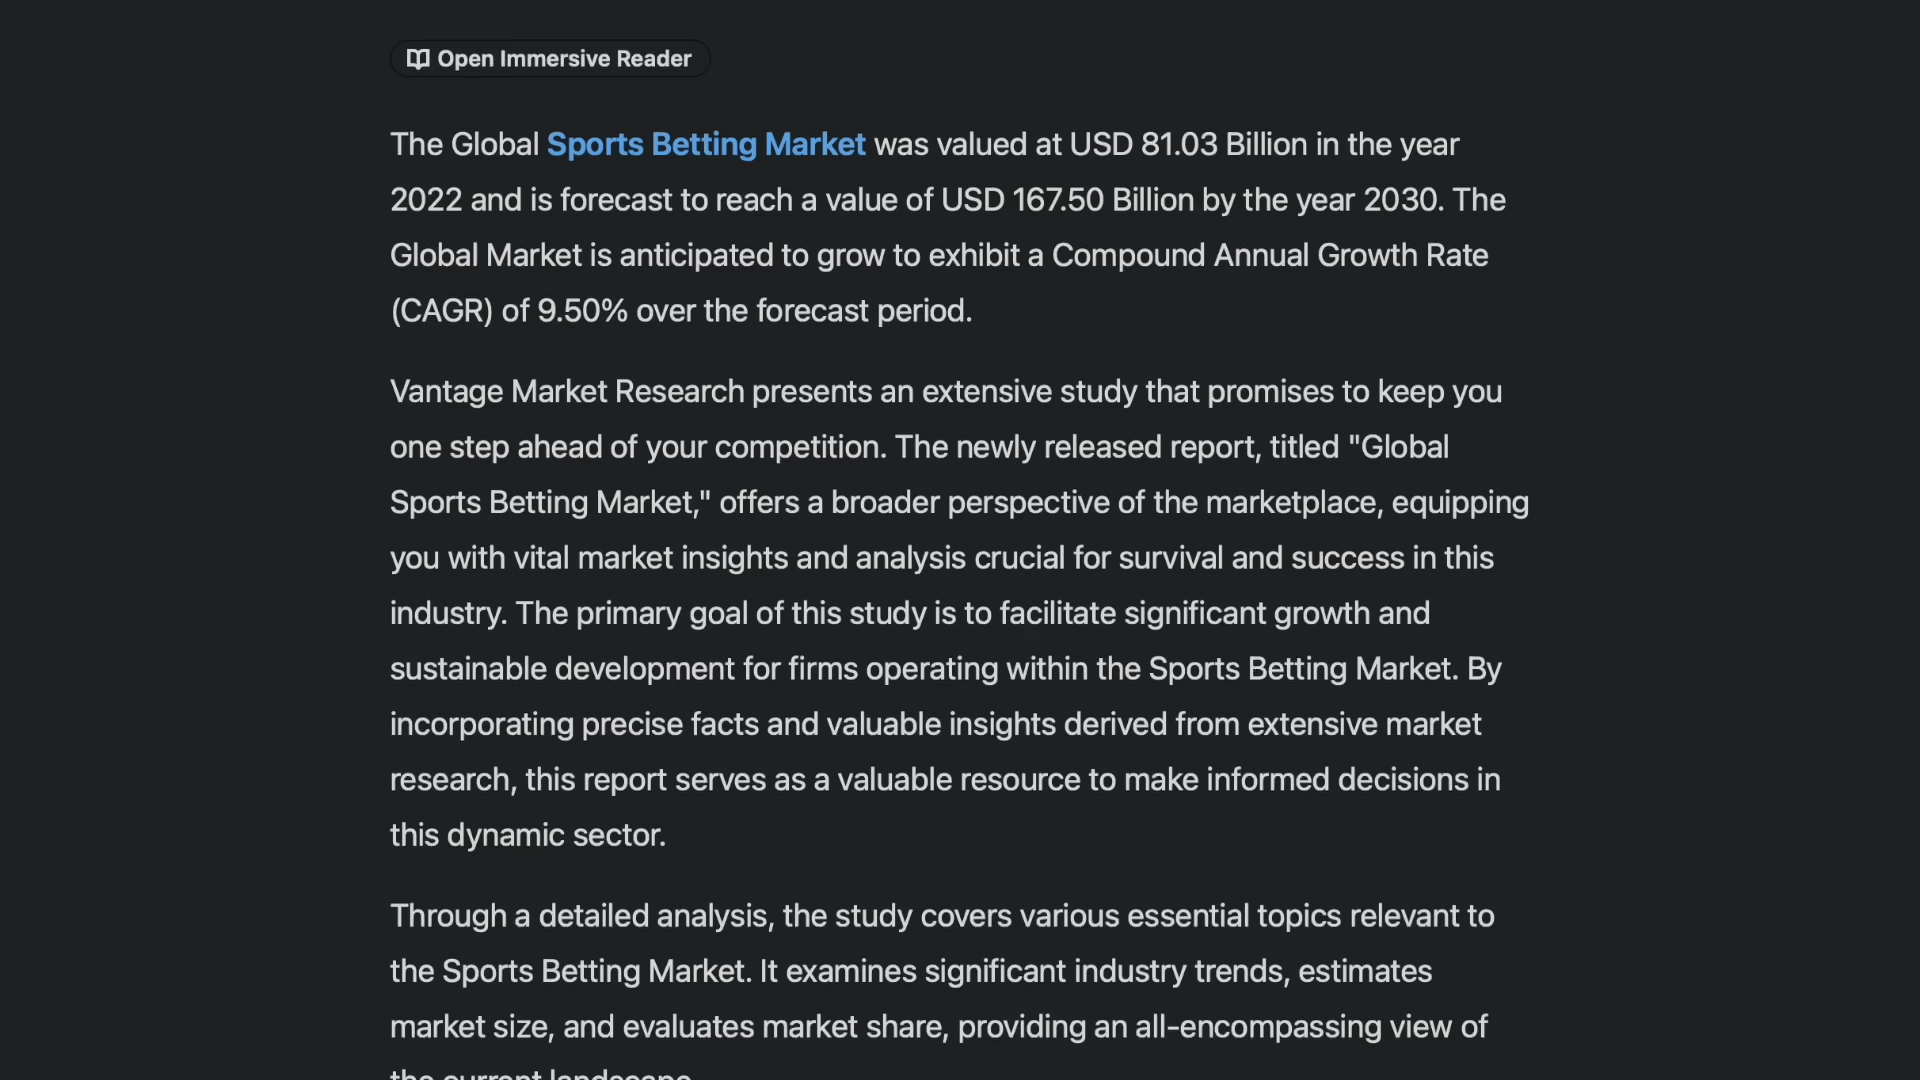 Open Immersive Reader
The Global Sports Betting Market was valued at USD 81.03 Billion in the year
2022 and is forecast to reach a value of USD 167.50 Billion by the year 2030. The
Global Market is anticipated to grow to exhibit a Compound Annual Growth Rate
(CAGR) of 9.50% over the forecast period.
Vantage Market Research presents an extensive study that promises to keep you
one step ahead of your competition. The newly released report, titled "Global
Sports Betting Market," offers a broader perspective of the marketplace, equipping
you with vital market insights and analysis crucial for survival and success in this
industry. The primary goal of this study is to facilitate significant growth and
sustainable development for firms operating within the Sports Betting Market. By
incorporating precise facts and valuable insights derived from extensive market
research, this report serves as a valuable resource to make informed decisions in
this dynamic sector.
Through a detailed analysis, the study covers various essential topics relevant to
the Sports Betting Market. It examines significant industry trends, estimates
market size, and evaluates market share, providing an all-encompassing view of
the current landscape.